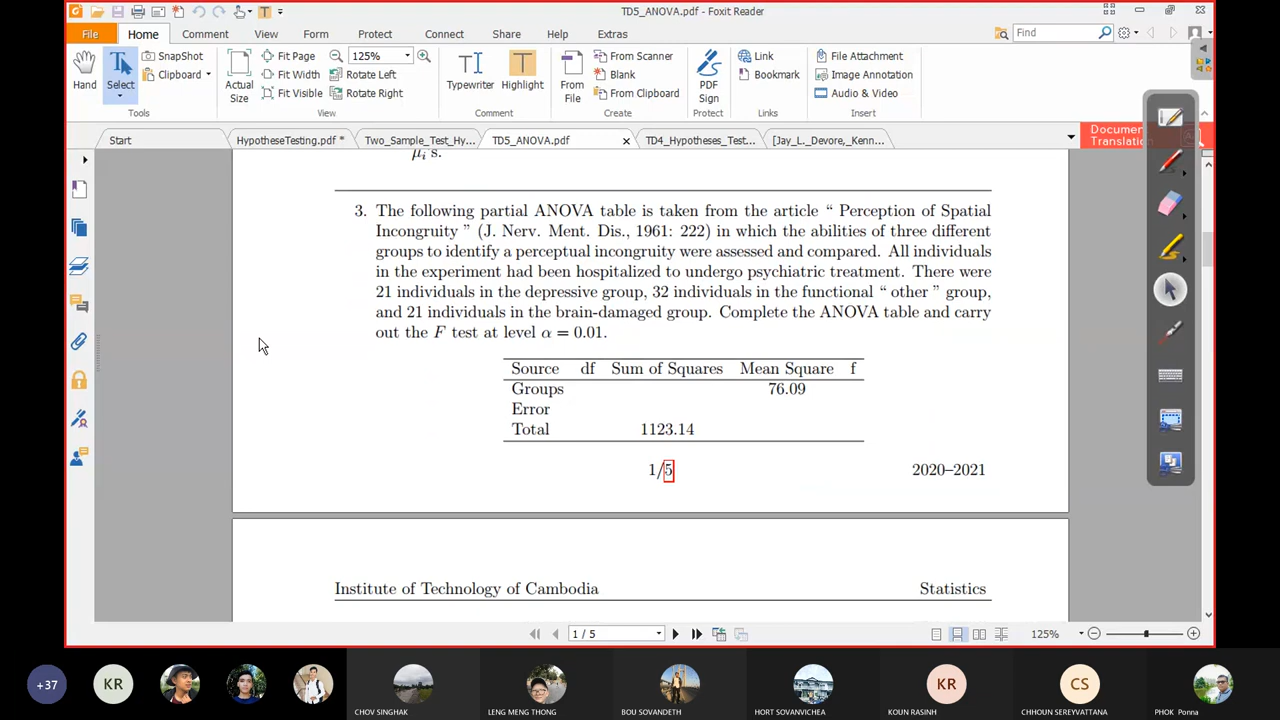 TD5_ANOVA.pdf - Foxit Reader
File Home Comment View Form Protect Connect Share Help Extras Find
Hand
Select
SnapShot
Clipboard
Tools
Actual Size
Fit Page
Fit Width
Fit Visible
125%
Rotate Left
Rotate Right
View
Typewriter
Highlight
Comment
From File
From Scanner
Blank
From Clipboard
Create
PDF Sign
Protect
Link
Bookmark
Links
File Attachment
Image Annotation
Audio & Video
Insert
Start HypotheseTesting.pdf * Two_Sample_Test_Hy... TD5_ANOVA.pdf TD4_Hypotheses_Test... [Jay_L._Devore,_Kenn...
Document Translation
μi s.
3. The following partial ANOVA table is taken from the article “ Perception of Spatial
Incongruity ” (J. Nerv. Ment. Dis., 1961: 222) in which the abilities of three different
groups to identify a perceptual incongruity were assessed and compared. All individuals
in the experiment had been hospitalized to undergo psychiatric treatment. There were
21 individuals in the depressive group, 32 individuals in the functional “ other ” group,
and 21 individuals in the brain-damaged group. Complete the ANOVA table and carry
out the F test at level α = 0.01.
Source df Sum of Squares Mean Square f
Groups 76.09
Error
Total 1123.14
1/5 2020–2021
Institute of Technology of Cambodia Statistics
1 / 5 125%
+37 KR KR CS
CHOV SINGHAK LENG MENG THONG BOU SOVANDETH HORT SOVANVICHEA KOUN RASINH CHHOUN SEREYVATTANA PHOK Ponna